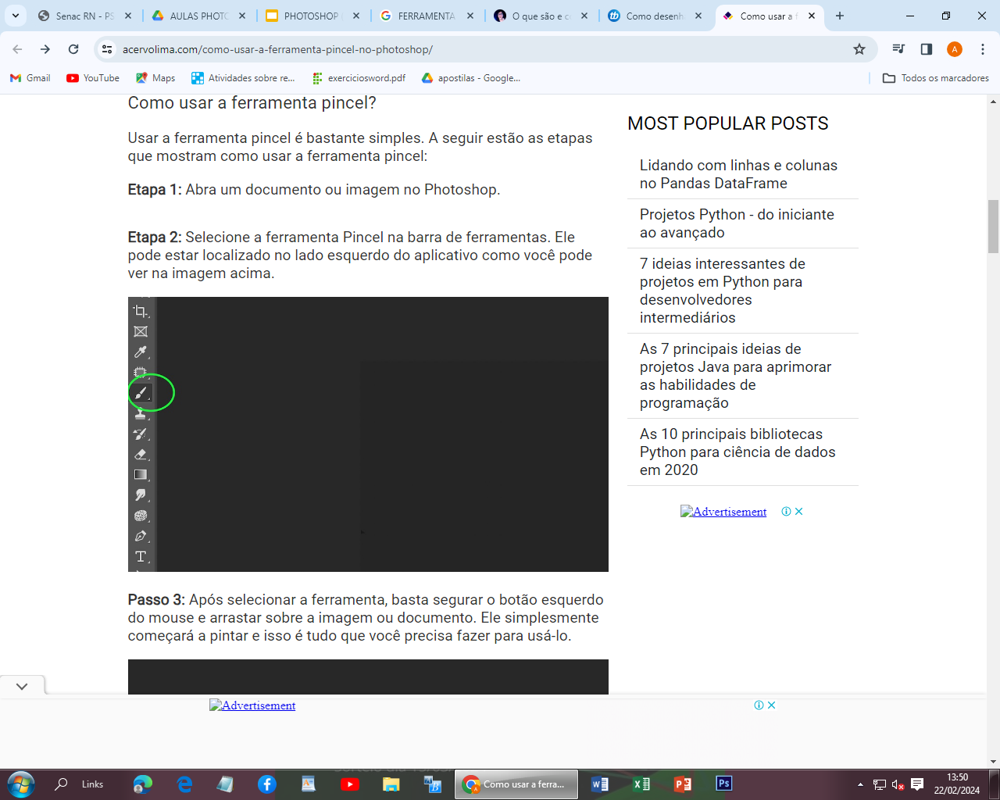 Senac RN - PS
AULAS PHOTO
PHOTOSHOP
FERRAMENTA
O que são e c
Como desenh
Como usar a f
acervolima.com/como-usar-a-ferramenta-pincel-no-photoshop/
A
Gmail
YouTube
Maps
Atividades sobre re...
exerciciosword.pdf
apostilas - Google...
Todos os marcadores
Como usar a ferramenta pincel?
Usar a ferramenta pincel é bastante simples. A seguir estão as etapas
que mostram como usar a ferramenta pincel:
Etapa 1: Abra um documento ou imagem no Photoshop.
Etapa 2: Selecione a ferramenta Pincel na barra de ferramentas. Ele
pode estar localizado no lado esquerdo do aplicativo como você pode
ver na imagem acima.
Passo 3: Após selecionar a ferramenta, basta segurar o botão esquerdo
do mouse e arrastar sobre a imagem ou documento. Ele simplesmente
começará a pintar e isso é tudo que você precisa fazer para usá-lo.
MOST POPULAR POSTS
Lidando com linhas e colunas
no Pandas DataFrame
Projetos Python - do iniciante
ao avançado
7 ideias interessantes de
projetos em Python para
desenvolvedores
intermediários
As 7 principais ideias de
projetos Java para aprimorar
as habilidades de
programação
As 10 principais bibliotecas
Python para ciência de dados
em 2020
Advertisement
Advertisement
Links
Como usar a ferra...
Ps
13:50
22/02/2024